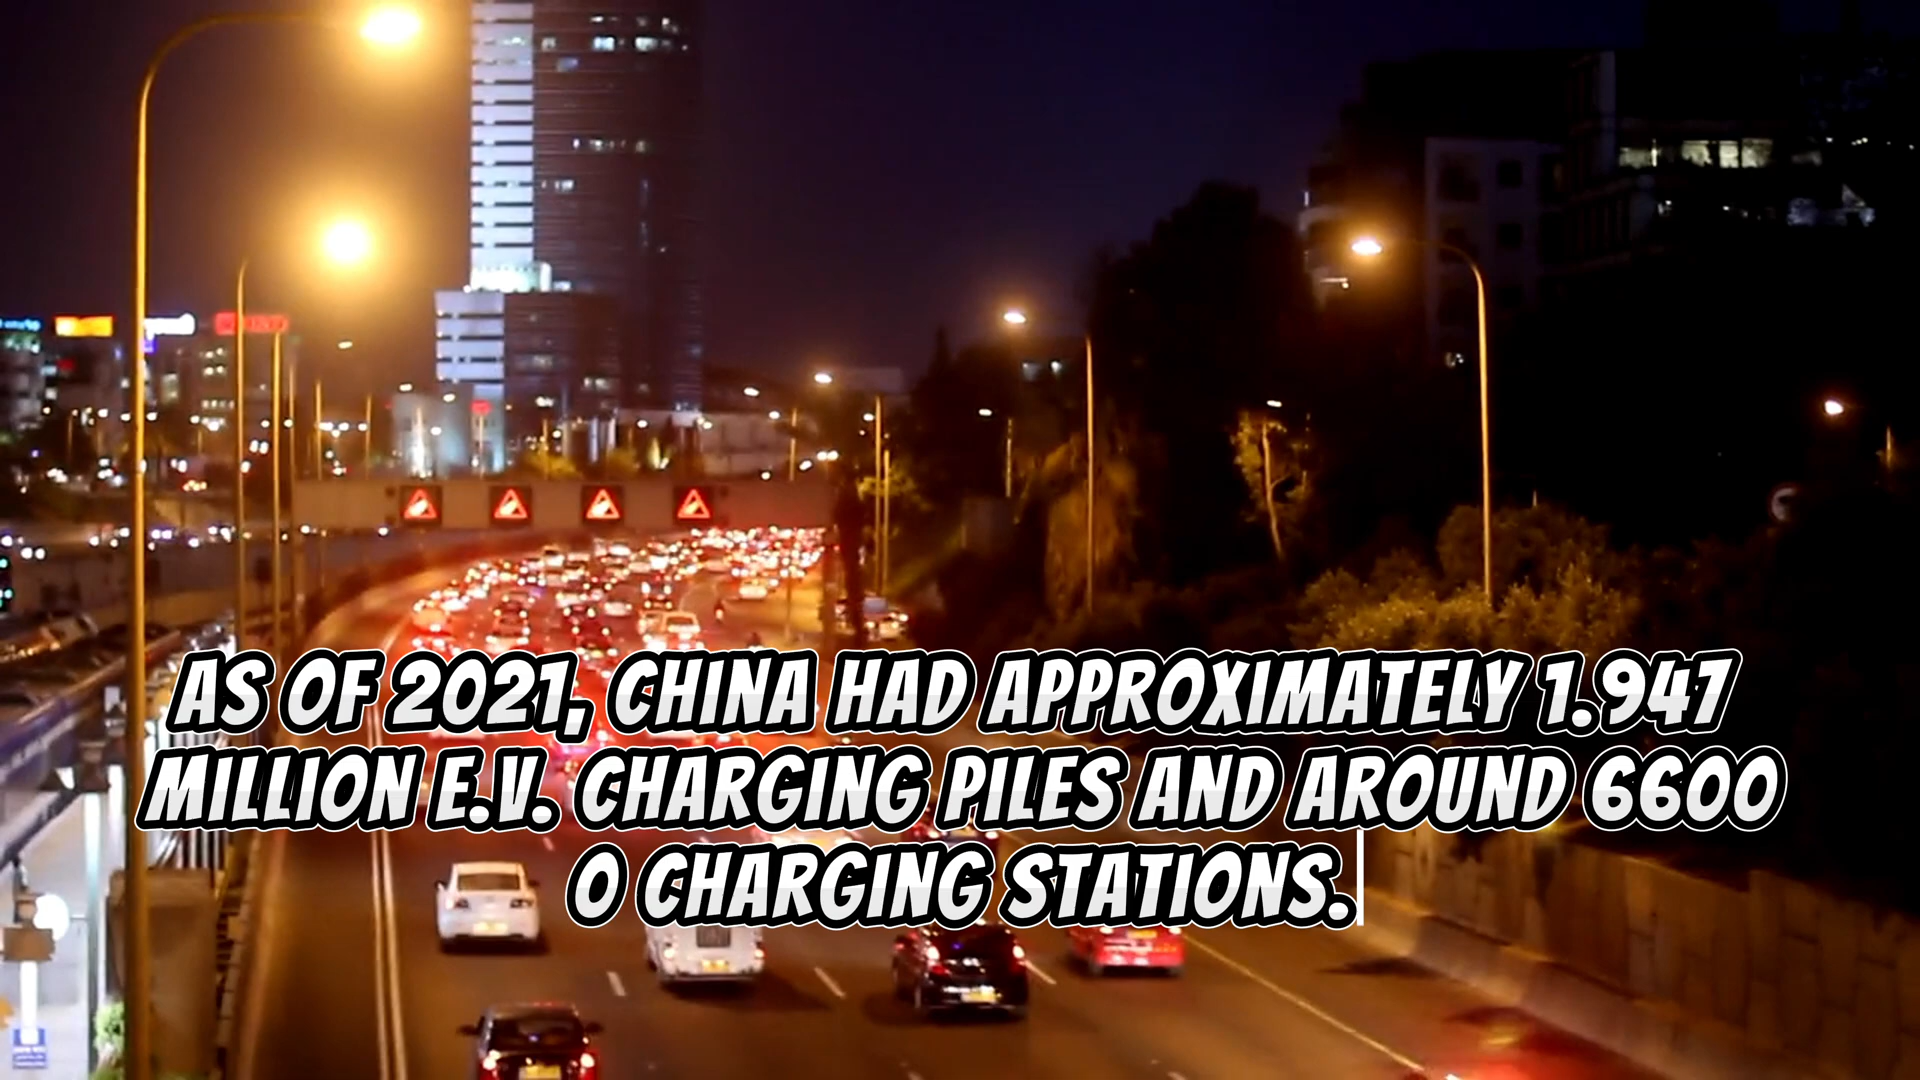 AS OF 2021, CHINA HAD APPROXIMATELY 1.947
MILLION E.V. CHARGING PILES AND AROUND 6600
0 CHARGING STATIONS.